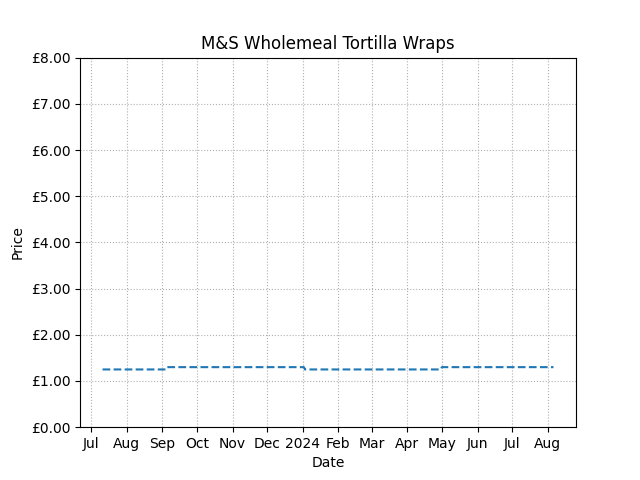 M&S Wholemeal Tortilla Wraps
£8.00
£7.00
£6.00
£5.00
£4.00
£3.00
£2.00
£1.00
£0.00
Price
Jul Aug Sep Oct Nov Dec 2024 Feb Mar Apr May Jun Jul Aug
Date